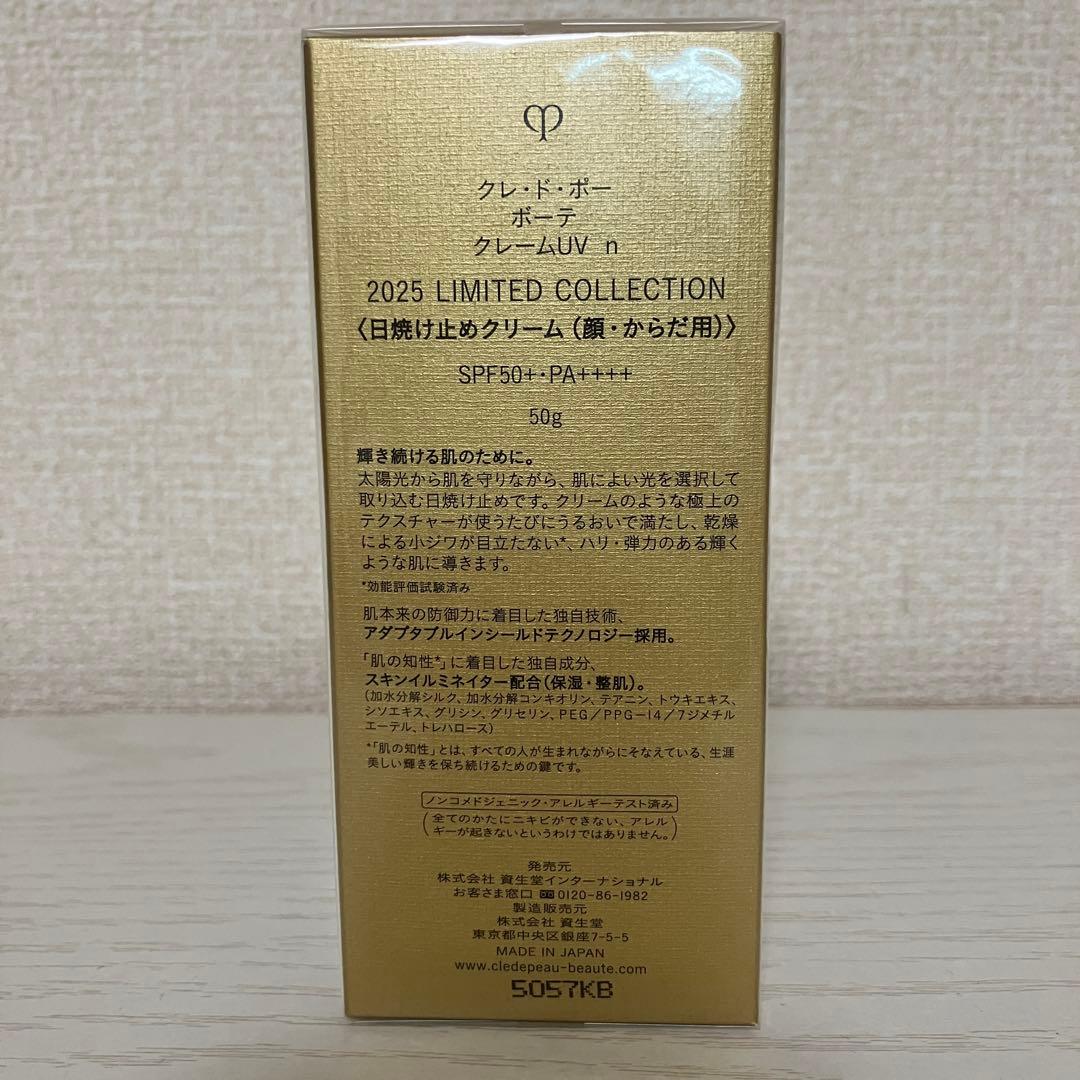 クレ・ド・ポー
ボーテ
クレームUV n
2025 LIMITED COLLECTION
〈日焼け止めクリーム（顔・からだ用）〉
SPF50+・PA++++
50g
輝き続ける肌のために。
太陽光から肌を守りながら、肌によい光を選択して
取り込む日焼け止めです。クリームのような極上の
テクスチャーが使うたびにうるおいで満たし、乾燥
による小ジワが目立たない*、ハリ・弾力のある輝く
ような肌に導きます。
*効能評価試験済み
肌本来の防御力に着目した独自技術、
アダプタブルインシールドテクノロジー採用。
「肌の知性*」に着目した独自成分、
スキンイルミネイター配合（保湿・整肌）。
（加水分解シルク、加水分解コンキオリン、テアニン、トウキエキス、
シソエキス、グリシン、グリセリン、PEG／PPG－14／7ジメチル
エーテル、トレハロース）
*「肌の知性」とは、すべての人が生まれながらにそなえている、生涯
美しい輝きを保ち続けるための鍵です。
ノンコメドジェニック・アレルギーテスト済み
（全てのかたにニキビができない、アレル
ギーが起きないというわけではありません。）
発売元
株式会社 資生堂インターナショナル
お客さま窓口 0120-86-1982
製造販売元
株式会社 資生堂
東京都中央区銀座7-5-5
MADE IN JAPAN
www.cledepeau-beaute.com
5057KB